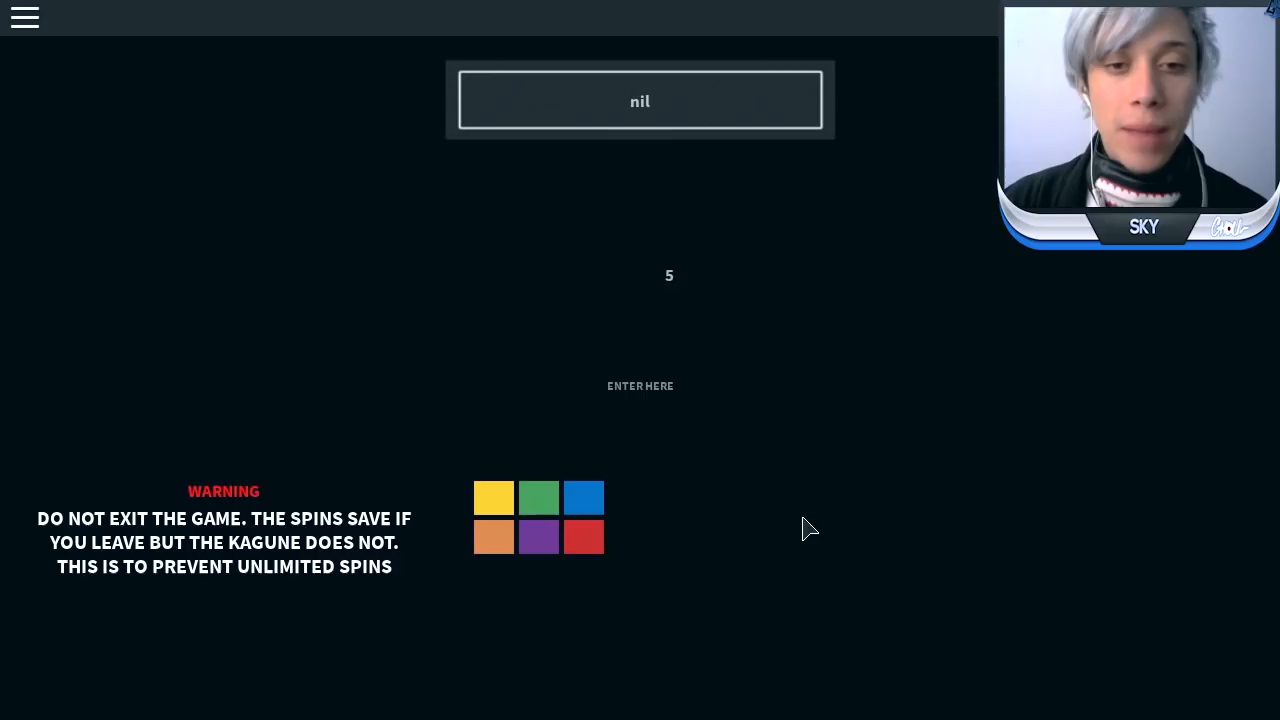 nil
SKY
5
ENTER HERE
WARNING
DO NOT EXIT THE GAME. THE SPINS SAVE IF
YOU LEAVE BUT THE KAGUNE DOES NOT.
THIS IS TO PREVENT UNLIMITED SPINS